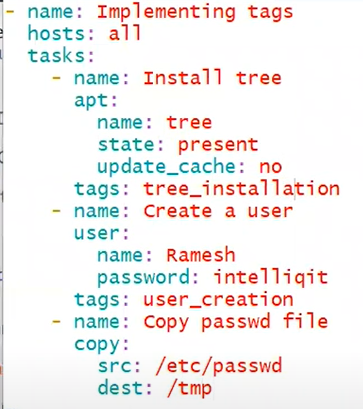 - name: Implementing tags
  hosts: all
  tasks:
     - name: Install tree
       apt:
         name: tree
         state: present
         update_cache: no
       tags: tree_installation
     - name: Create a user
       user:
         name: Ramesh
         password: intelliqit
       tags: user_creation
     - name: Copy passwd file
       copy:
         src: /etc/passwd
         dest: /tmp